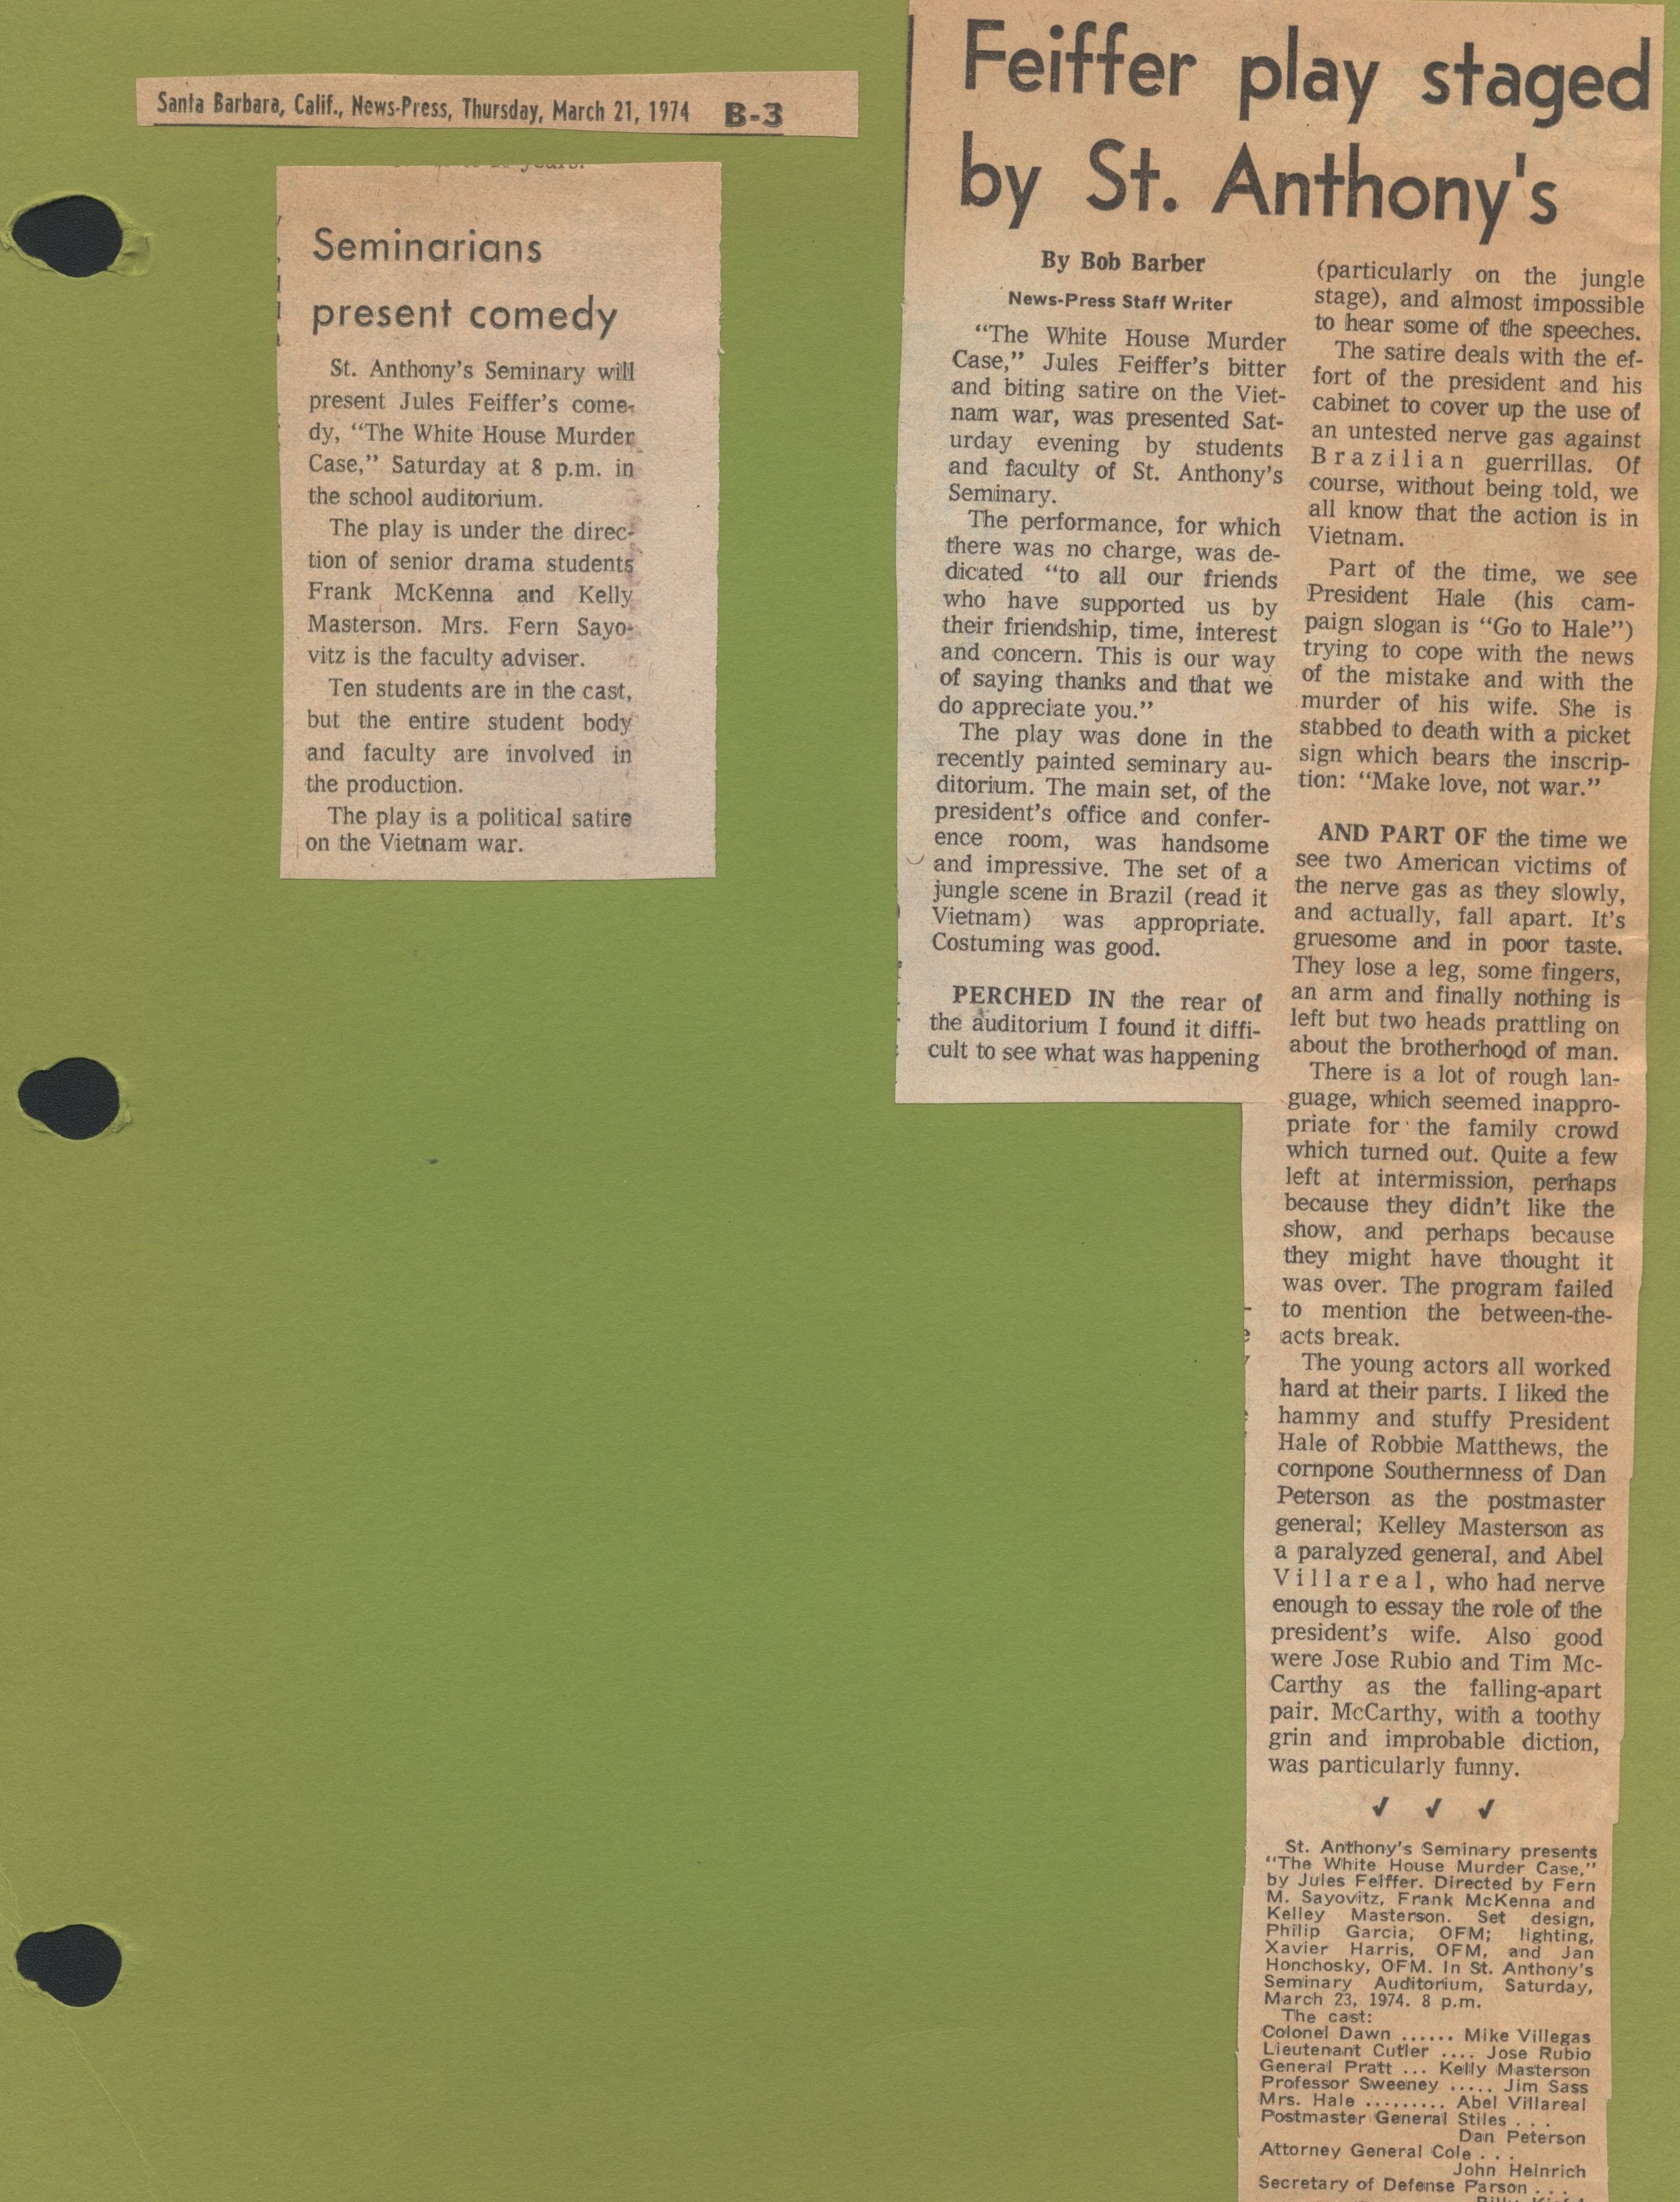 Santa Barbara, Calif., News-Press, Thursday, March 21, 1974 B-3
years.
Seminarians
present comedy
St. Anthony's Seminary will
present Jules Feiffer's come-
dy, "The White House Murder
Case," Saturday at 8 p.m. in
the school auditorium.
The play is under the direc-
tion of senior drama students
Frank McKenna and Kelly
Masterson. Mrs. Fern Sayo-
vitz is the faculty adviser.
Ten students are in the cast,
but the entire student body
and faculty are involved in
the production.
The play is a political satire
on the Vietnam war.
Feiffer play staged
by St. Anthony's
By Bob Barber
News-Press Staff Writer
"The White House Murder
Case," Jules Feiffer's bitter
and biting satire on the Viet-
nam war, was presented Sat-
urday evening by students
and faculty of St. Anthony's
Seminary.
The performance, for which
there was no charge, was de-
dicated "to all our friends
who have supported us by
their friendship, time, interest
and concern. This is our way
of saying thanks and that we
do appreciate you."
The play was done in the
recently painted seminary au-
ditorium. The main set, of the
president's office and confer-
ence room, was handsome
and impressive. The set of a
jungle scene in Brazil (read it
Vietnam) was appropriate.
Costuming was good.
PERCHED IN the rear of
the auditorium I found it diffi-
cult to see what was happening
(particularly on the jungle
stage), and almost impossible
to hear some of the speeches.
The satire deals with the ef-
fort of the president and his
cabinet to cover up the use of
an untested nerve gas against
Brazilian guerrillas. Of
course, without being told, we
all know that the action is in
Vietnam.
Part of the time, we see
President Hale (his cam-
paign slogan is "Go to Hale")
trying to cope with the news
of the mistake and with the
murder of his wife. She is
stabbed to death with a picket
sign which bears the inscrip-
tion: "Make love, not war."
AND PART OF the time we
see two American victims of
the nerve gas as they slowly,
and actually, fall apart. It's
gruesome and in poor taste.
They lose a leg, some fingers,
an arm and finally nothing is
left but two heads prattling on
about the brotherhood of man.
There is a lot of rough lan-
guage, which seemed inappro-
priate for the family crowd
which turned out. Quite a few
left at intermission, perhaps
because they didn't like the
show, and perhaps because
they might have thought it
was over. The program failed
to mention the between-the-
acts break.
The young actors all worked
hard at their parts. I liked the
hammy and stuffy President
Hale of Robbie Matthews, the
cornpone Southernness of Dan
Peterson as the postmaster
general; Kelley Masterson as
a paralyzed general, and Abel
Villareal, who had nerve
enough to essay the role of the
president's wife. Also good
were Jose Rubio and Tim Mc-
Carthy as the falling-apart
pair. McCarthy, with a toothy
grin and improbable diction,
was particularly funny.
✓ ✓ ✓
St. Anthony's Seminary presents
"The White House Murder Case,"
by Jules Feiffer. Directed by Fern
M. Sayovitz, Frank McKenna and
Kelley Masterson. Set design,
Philip Garcia, OFM; lighting,
Xavier Harris, OFM, and Jan
Honchosky, OFM. In St. Anthony's
Seminary Auditorium, Saturday,
March 23, 1974. 8 p.m.
The cast:
Colonel Dawn ...... Mike Villegas
Lieutenant Cutler .... Jose Rubio
General Pratt ... Kelly Masterson
Professor Sweeney ..... Jim Sass
Mrs. Hale ......... Abel Villareal
Postmaster General Stiles . . .
Dan Peterson
Attorney General Cole . . .
John Heinrich
Secretary of Defense Parson . . .